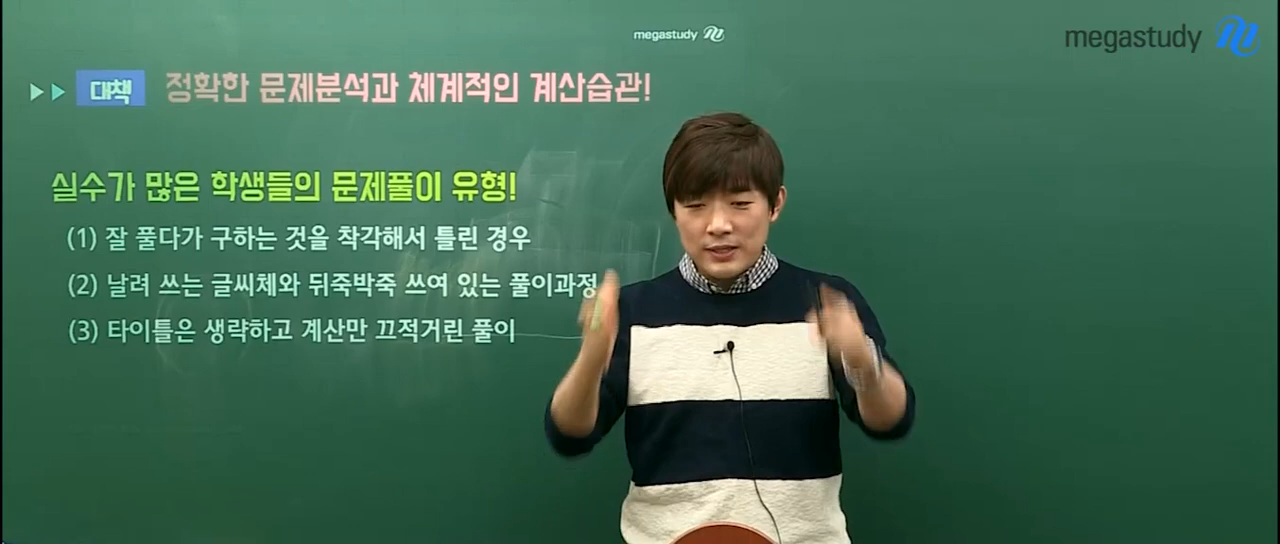 megastudy
megastudy
대책 정확한 문제분석과 체계적인 계산습관!
실수가 많은 학생들의 문제풀이 유형!
(1) 잘 풀다가 구하는 것을 착각해서 틀린 경우
(2) 날려 쓰는 글씨체와 뒤죽박죽 쓰여 있는 풀이과정
(3) 타이틀은 생략하고 계산만 끄적거린 풀이